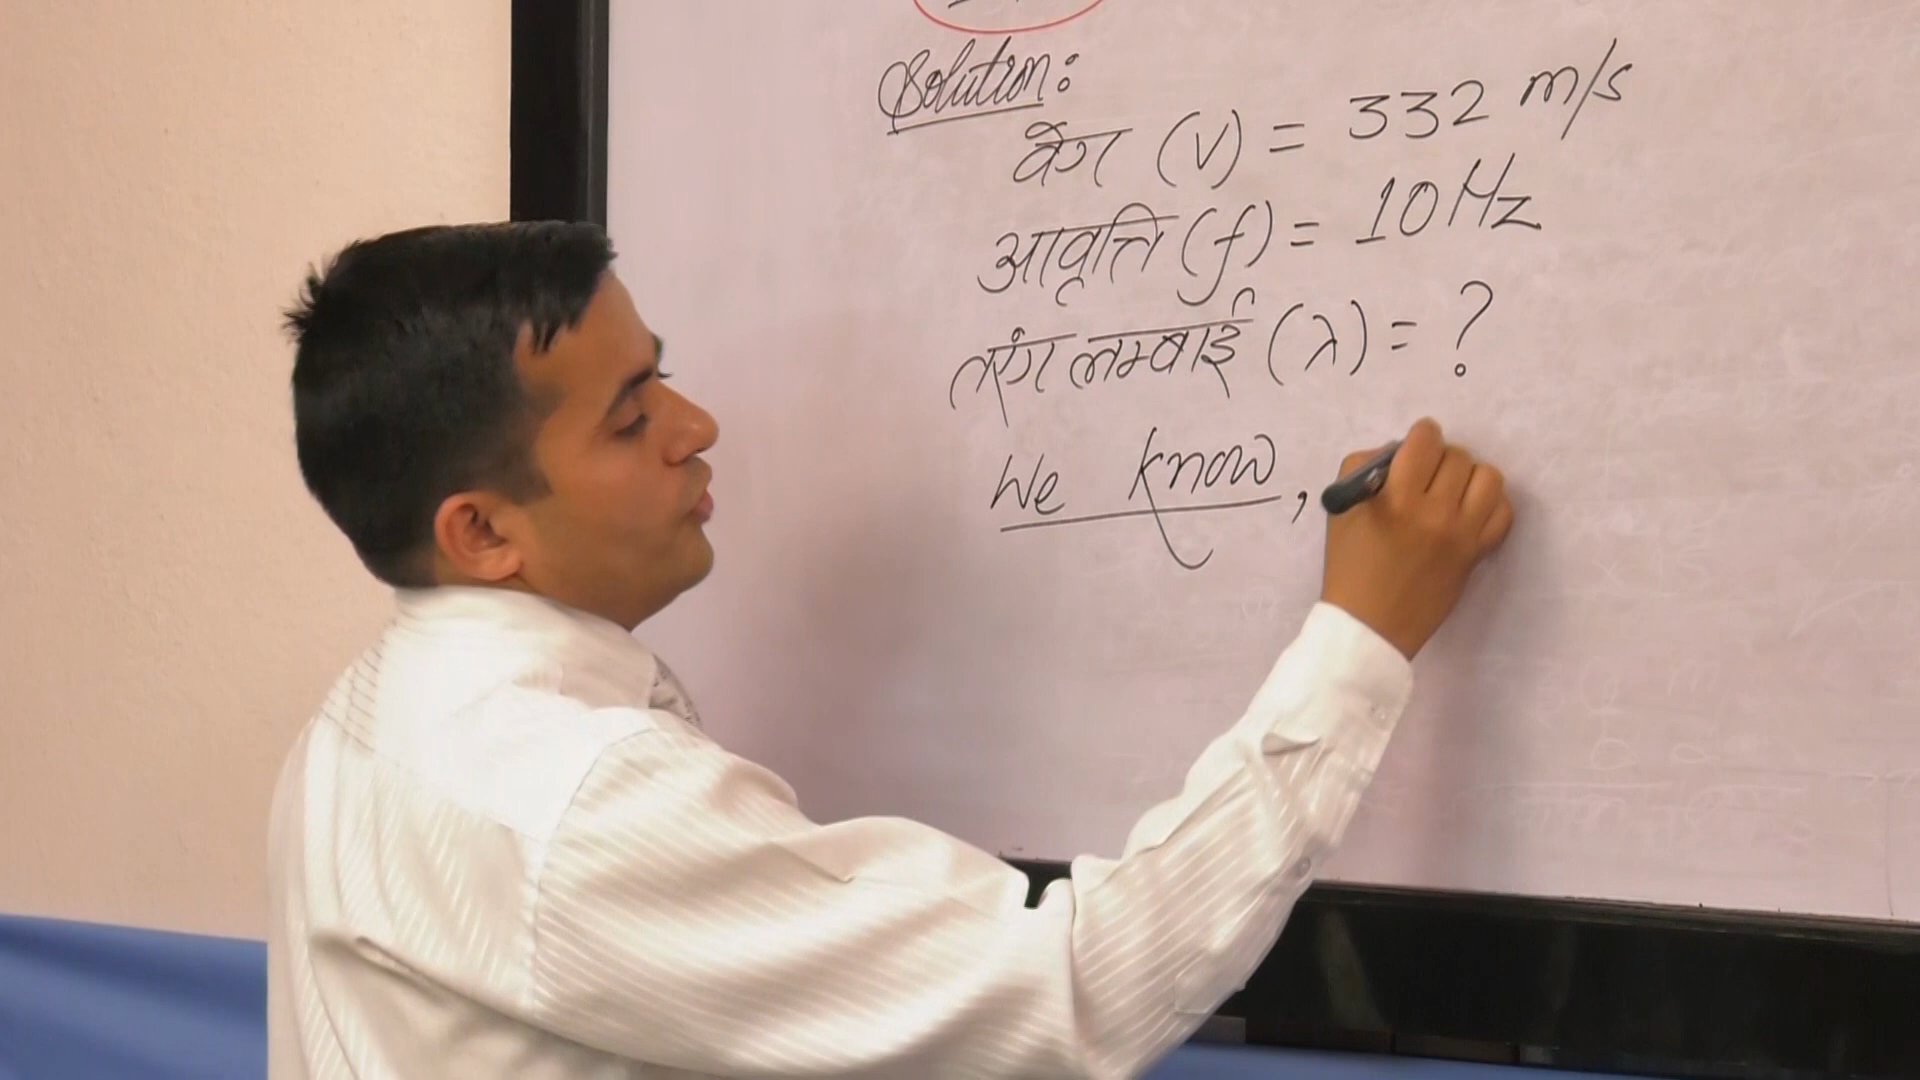 Solution:
वेग (v) = 332 m/s
आवृत्ति (f) = 10 Hz
तरंग लम्बाई (λ) = ?
We know,